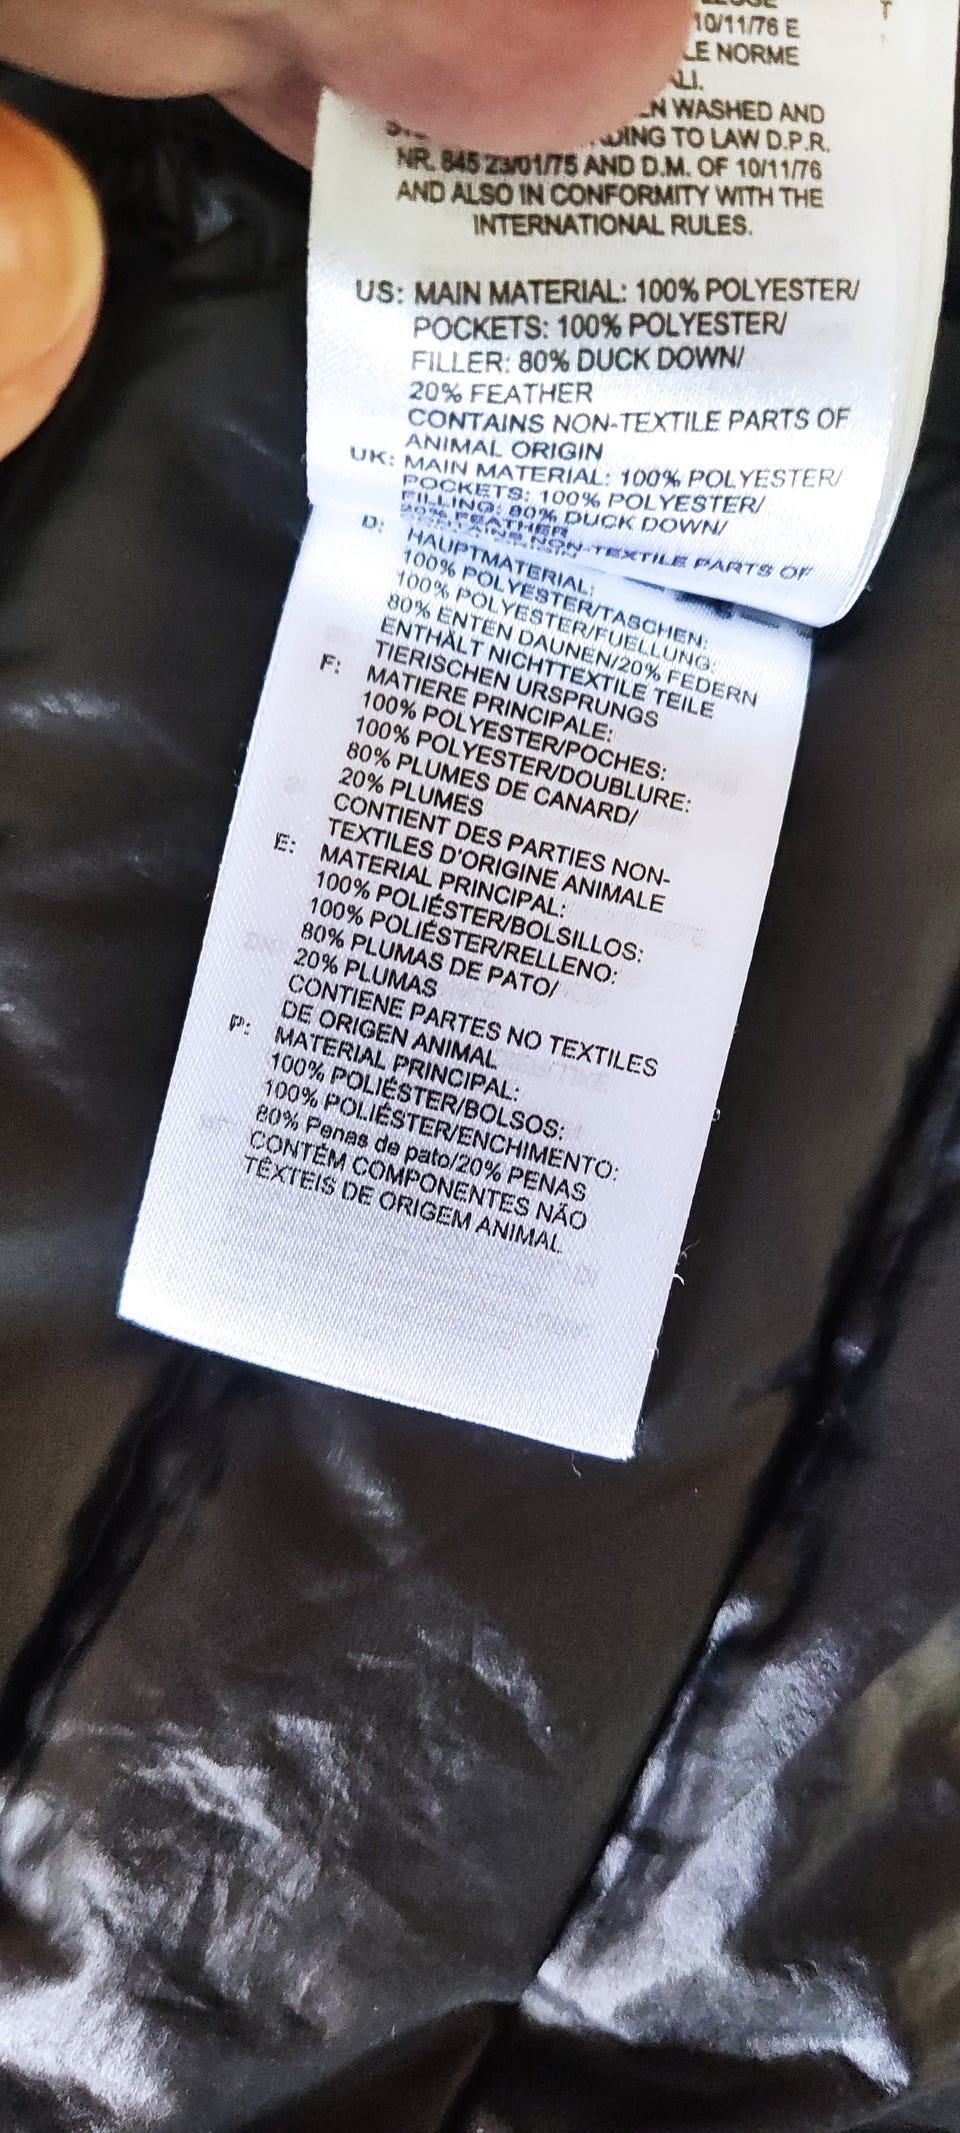 10/11/76 E
LE NORME
WASHED AND
TO LAW D.P.R.
NR. 845 23/01/75 AND D.M. OF 10/11/76
AND ALSO IN CONFORMITY WITH THE
INTERNATIONAL RULES.
US: MAIN MATERIAL: 100% POLYESTER/
POCKETS: 100% POLYESTER/
FILLER: 80% DUCK DOWN/
20% FEATHER
CONTAINS NON-TEXTILE PARTS OF
ANIMAL ORIGIN
UK: MAIN MATERIAL: 100% POLYESTER/
POCKETS: 100% POLYESTER/
FILLING: 80% DUCK DOWN/
20% FEATHER
CONTAINS NON-TEXTILE PARTS OF
D: HAUPTMATERIAL:
100% POLYESTER/TASCHEN:
100% POLYESTER/FUELLUNG:
80% ENTEN DAUNEN/20% FEDERN
ENTHÄLT NICHTTEXTILE TEILE
TIERISCHEN URSPRUNGS
F: MATIERE PRINCIPALE:
100% POLYESTER/POCHES:
100% POLYESTER/DOUBLURE:
80% PLUMES DE CANARD/
20% PLUMES
CONTIENT DES PARTIES NON-
TEXTILES D'ORIGINE ANIMALE
E: MATERIAL PRINCIPAL:
100% POLIÉSTER/BOLSILLOS:
100% POLIÉSTER/RELLENO:
80% PLUMAS DE PATO/
20% PLUMAS
CONTIENE PARTES NO TEXTILES
DE ORIGEN ANIMAL
P: MATERIAL PRINCIPAL:
100% POLIÉSTER/BOLSOS:
100% POLIÉSTER/ENCHIMENTO:
80% Penas de pato/20% PENAS
CONTÉM COMPONENTES NÃO
TÊXTEIS DE ORIGEM ANIMAL